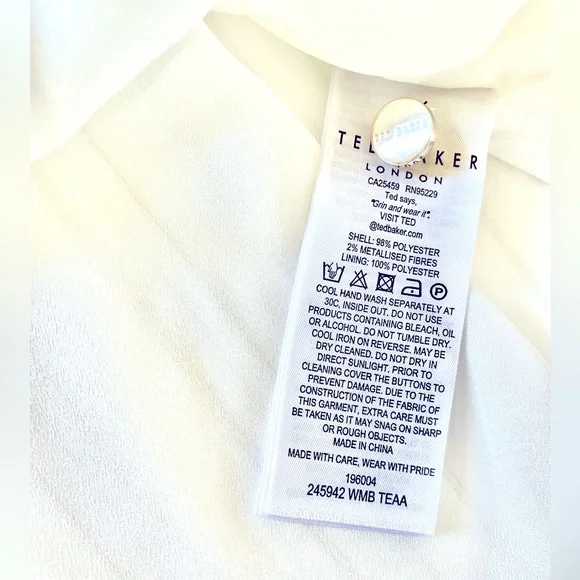 TED BAKER
LONDON
CA25459 RN95229
Ted says,
"Grin and wear it".
VISIT TED
@tedbaker.com
SHELL: 98% POLYESTER
2% METALLISED FIBRES
LINING: 100% POLYESTER
COOL HAND WASH SEPARATELY AT
30C, INSIDE OUT. DO NOT USE
PRODUCTS CONTAINING BLEACH, OIL
OR ALCOHOL. DO NOT TUMBLE DRY.
COOL IRON ON REVERSE. MAY BE
DRY CLEANED. DO NOT DRY IN
DIRECT SUNLIGHT. PRIOR TO
CLEANING COVER THE BUTTONS TO
PREVENT DAMAGE. DUE TO THE
CONSTRUCTION OF THE FABRIC OF
THIS GARMENT, EXTRA CARE MUST
BE TAKEN AS IT MAY SNAG ON SHARP
OR ROUGH OBJECTS.
MADE IN CHINA
MADE WITH CARE, WEAR WITH PRIDE
196004
245942 WMB TEAA